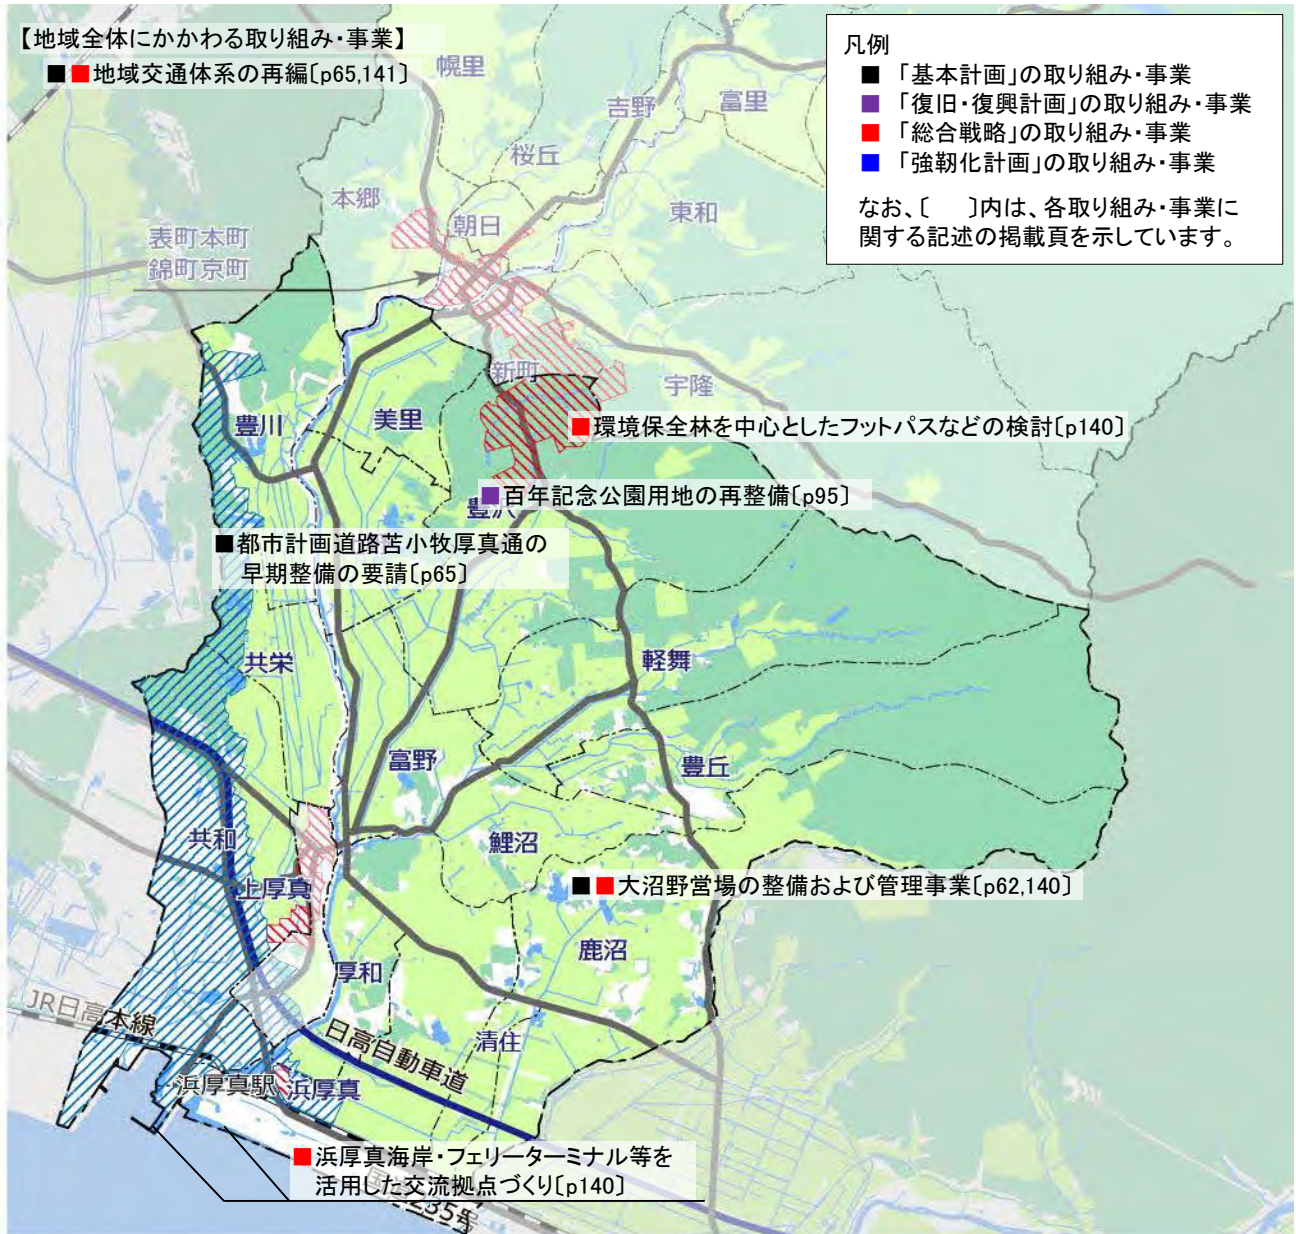 【地域全体にかかわる取り組み・事業】
■■地域交通体系の再編〔p65,141〕
凡例
■「基本計画」の取り組み・事業
■「復旧・復興計画」の取り組み・事業
■「総合戦略」の取り組み・事業
■「強靭化計画」の取り組み・事業
なお、〔　〕内は、各取り組み・事業に
関する記述の掲載頁を示しています。
幌里
富里
吉野
桜丘
本郷
朝日
東和
表町本町
錦町京町
新町
宇隆
豊川
美里
■環境保全林を中心としたフットパスなどの検討〔p140〕
■百年記念公園用地の再整備〔p95〕
豊沢
■都市計画道路苫小牧厚真通の
早期整備の要請〔p65〕
共栄
軽舞
富野
豊丘
共和
鯉沼
上厚真
■■大沼野営場の整備および管理事業〔p62,140〕
鹿沼
厚和
JR日高本線
日高自動車道
清住
浜厚真駅
浜厚真
■浜厚真海岸・フェリーターミナル等を
活用した交流拠点づくり〔p140〕
235号